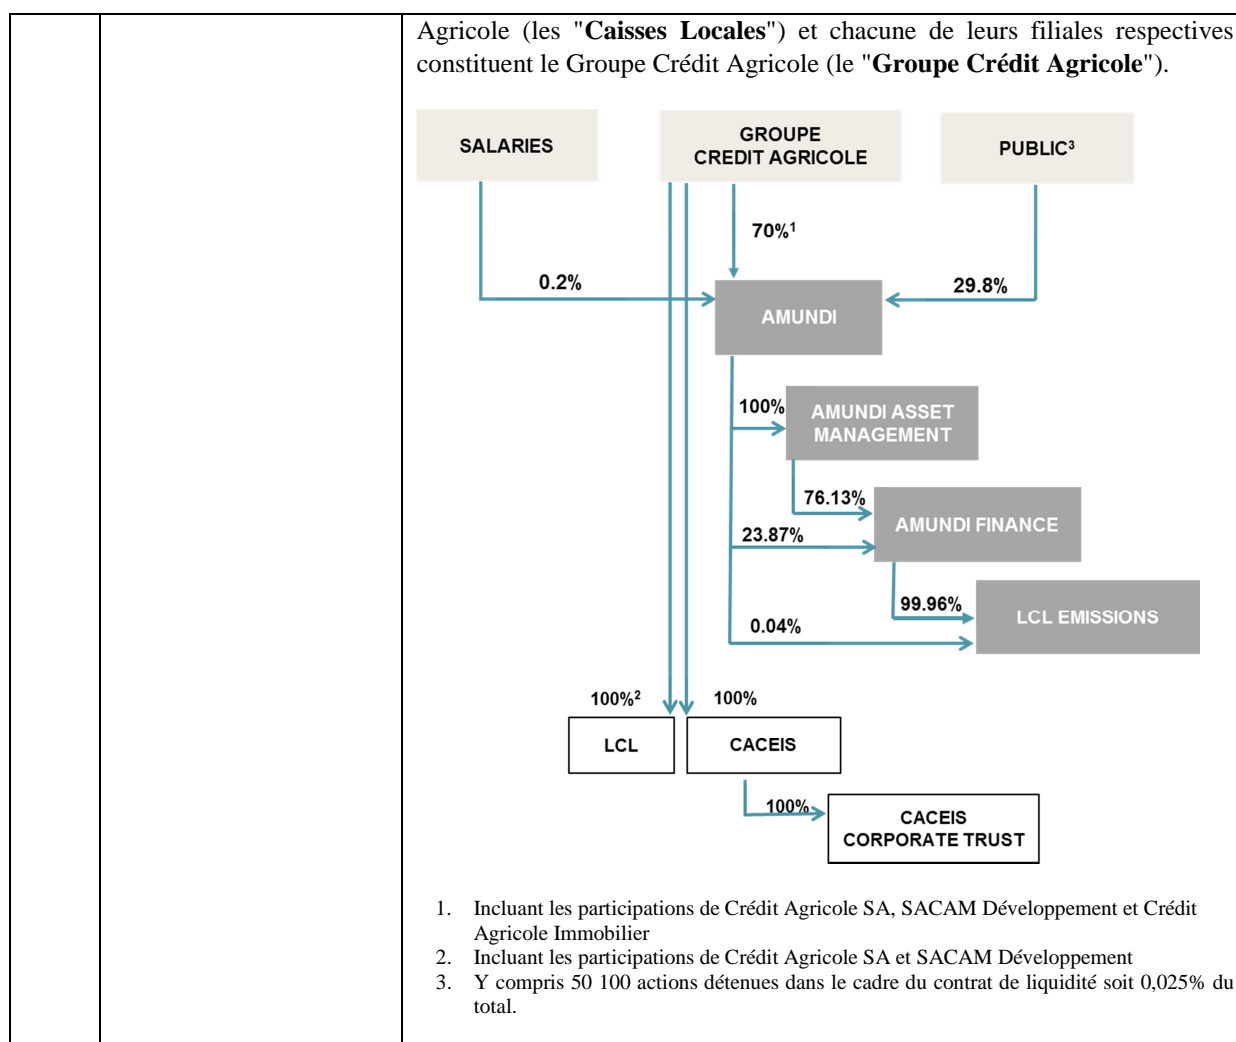 Agricole (les "Caisses Locales") et chacune de leurs filiales respectives
constituent le Groupe Crédit Agricole (le "Groupe Crédit Agricole").
SALARIES
GROUPE
CREDIT AGRICOLE
PUBLIC³
70%¹
0.2%
29.8%
AMUNDI
100%
AMUNDI ASSET
MANAGEMENT
76.13%
AMUNDI FINANCE
23.87%
99.96%
LCL EMISSIONS
0.04%
100%²
100%
LCL
CACEIS
100%
CACEIS
CORPORATE TRUST
1. Incluant les participations de Crédit Agricole SA, SACAM Développement et Crédit
Agricole Immobilier
2. Incluant les participations de Crédit Agricole SA et SACAM Développement
3. Y compris 50 100 actions détenues dans le cadre du contrat de liquidité soit 0,025% du
total.